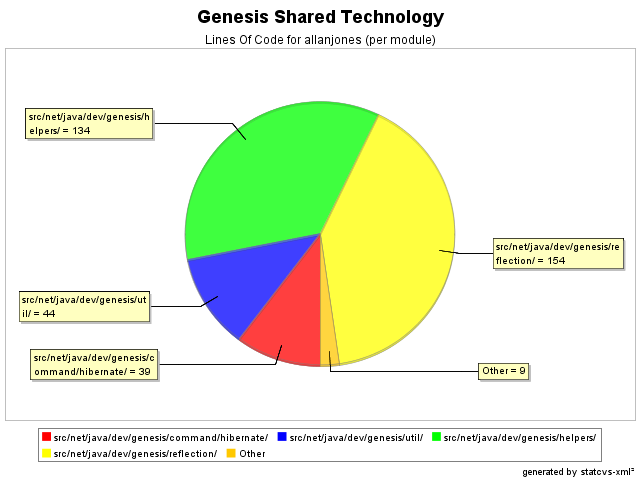 Genesis Shared Technology
Lines Of Code for allanjones (per module)
src/net/java/dev/genesis/h
elpers/ = 134
src/net/java/dev/genesis/re
flection/ = 154
src/net/java/dev/genesis/ut
il/ = 44
src/net/java/dev/genesis/c
ommand/hibernate/ = 39
Other = 9
src/net/java/dev/genesis/command/hibernate/ src/net/java/dev/genesis/util/ src/net/java/dev/genesis/helpers/
src/net/java/dev/genesis/reflection/ Other
generated by statcvs-xml²